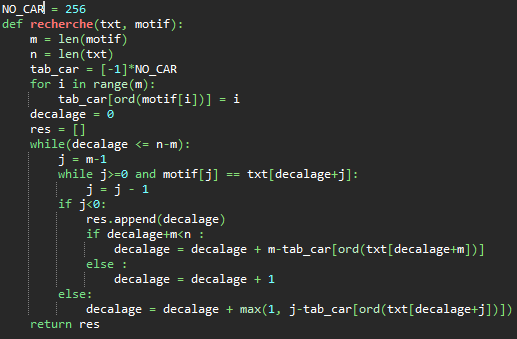 NO_CAR = 256
def recherche(txt, motif):
    m = len(motif)
    n = len(txt)
    tab_car = [-1]*NO_CAR
    for i in range(m):
        tab_car[ord(motif[i])] = i
    decalage = 0
    res = []
    while(decalage <= n-m):
        j = m-1
        while j>=0 and motif[j] == txt[decalage+j]:
            j = j - 1
        if j<0:
            res.append(decalage)
            if decalage+m<n :
                decalage = decalage + m-tab_car[ord(txt[decalage+m])]
            else :
                decalage = decalage + 1
        else:
            decalage = decalage + max(1, j-tab_car[ord(txt[decalage+j])])
    return res